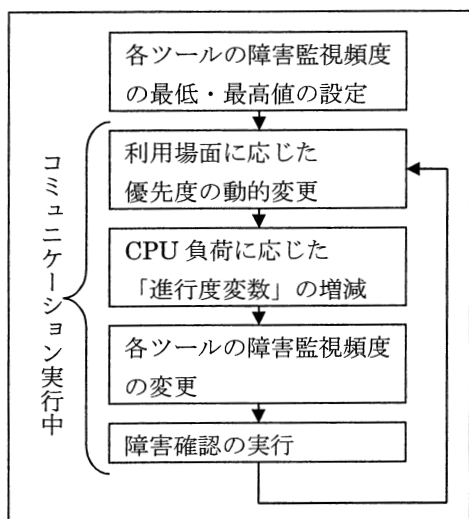 各ツールの障害監視頻度
の最低・最高値の設定
コミュニケーション実行中
利用場面に応じた
優先度の動的変更
CPU 負荷に応じた
「進行度変数」の増減
各ツールの障害監視頻度
の変更
障害確認の実行